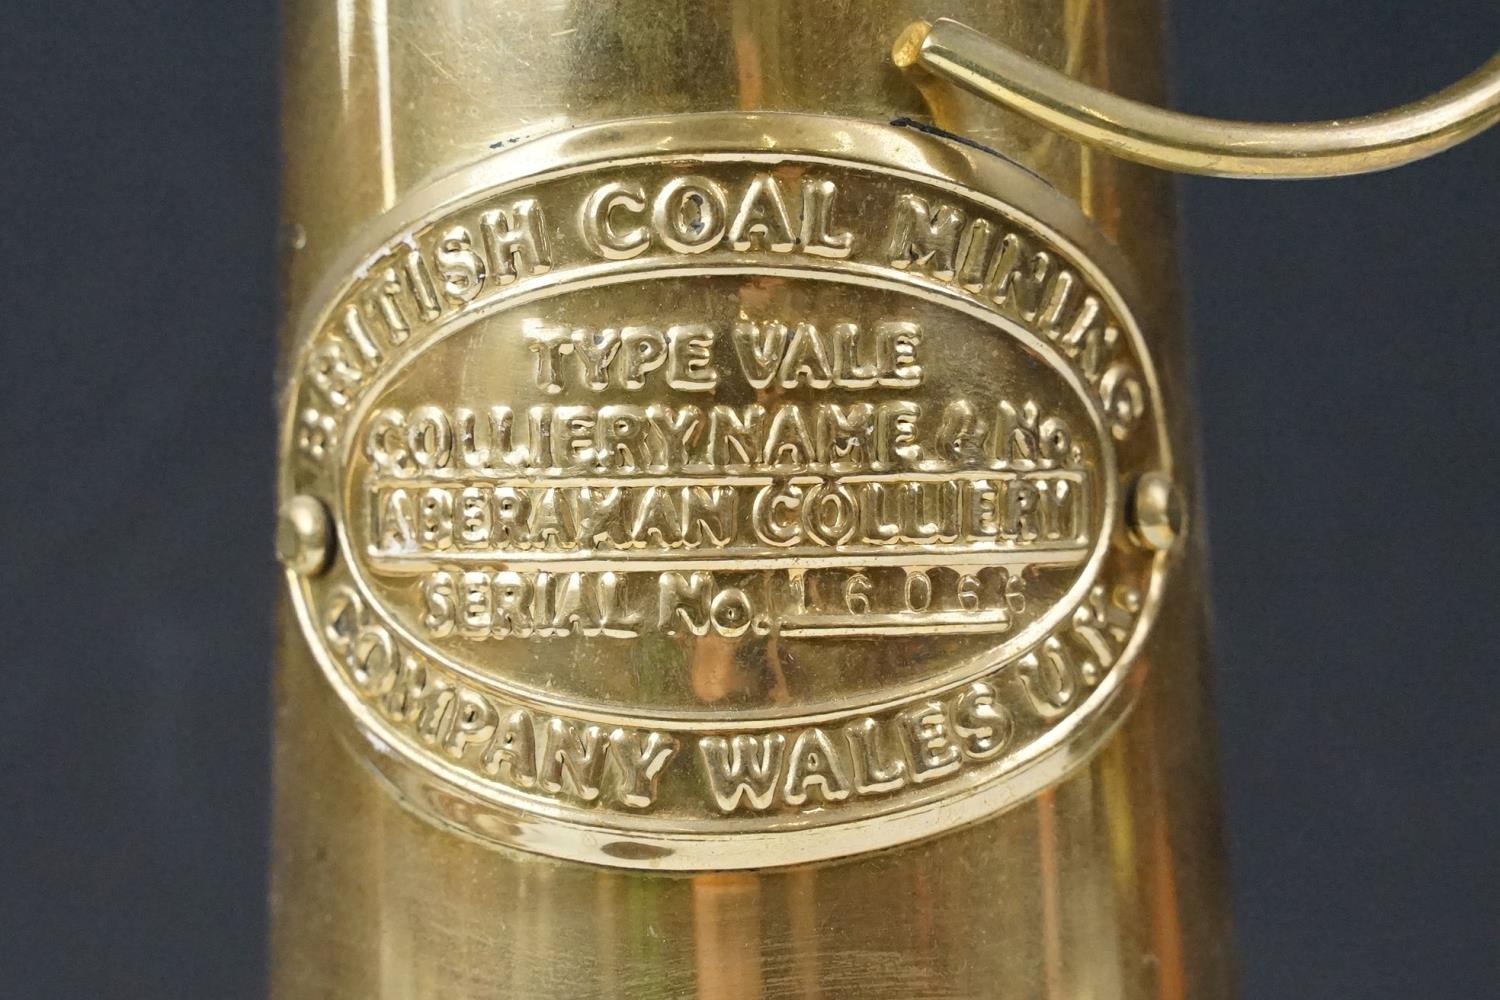 BRITISH COAL MINING
TYPE VALE
COLLIERY NAME & No.
ABERAMAN COLLIERY
SERIAL No. 16066
COMPANY WALES U.K.